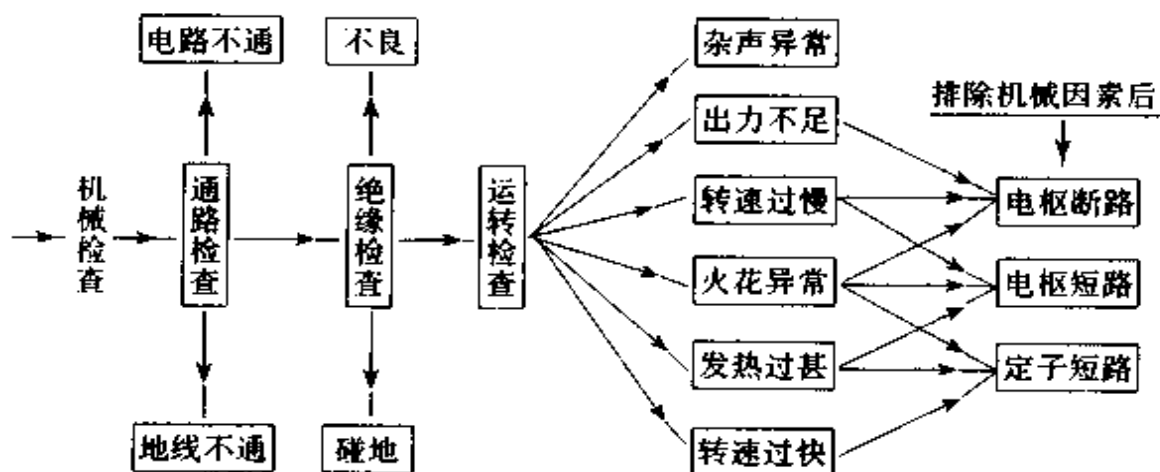 电路不通
不良
杂声异常
排除机械因素后
出力不足
机械检查
通路检查
绝缘检查
运转检查
转速过慢
电枢断路
火花异常
电枢短路
发热过甚
定子短路
地线不通
碰地
转速过快